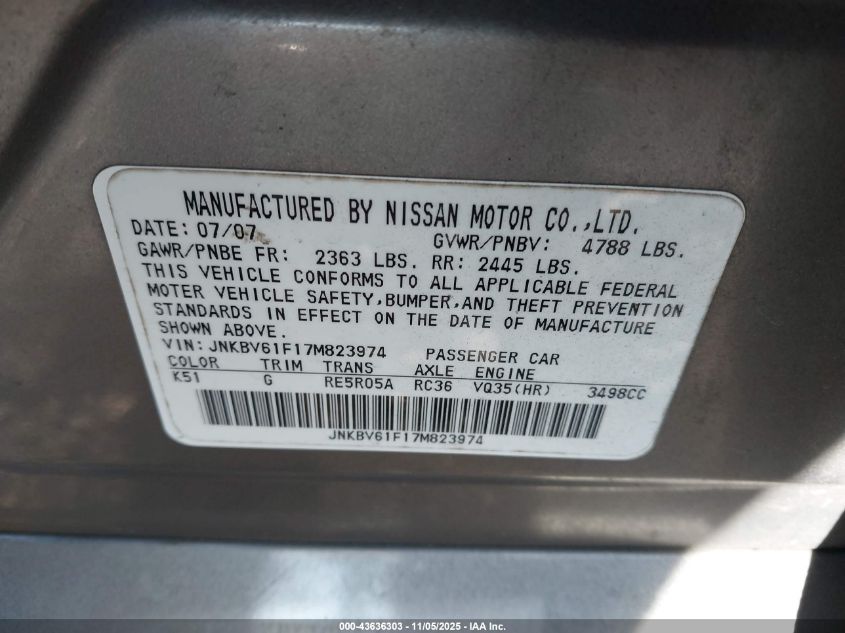 MANUFACTURED BY NISSAN MOTOR CO.,LTD.
DATE: 07/07 GVWR/PNBV: 4788 LBS.
GAWR/PNBE FR: 2363 LBS. RR: 2445 LBS.
THIS VEHICLE CONFORMS TO ALL APPLICABLE FEDERAL
MOTER VEHICLE SAFETY,BUMPER,AND THEFT PREVENTION
STANDARDS IN EFFECT ON THE DATE OF MANUFACTURE
SHOWN ABOVE.
VIN: JNKBV61F17M823974 PASSENGER CAR
COLOR TRIM TRANS AXLE ENGINE
K51 G RE5R05A RC36 VQ35(HR) 3498CC
JNKBV61F17M823974
000-43636303 - 11/05/2025 - IAA Inc.